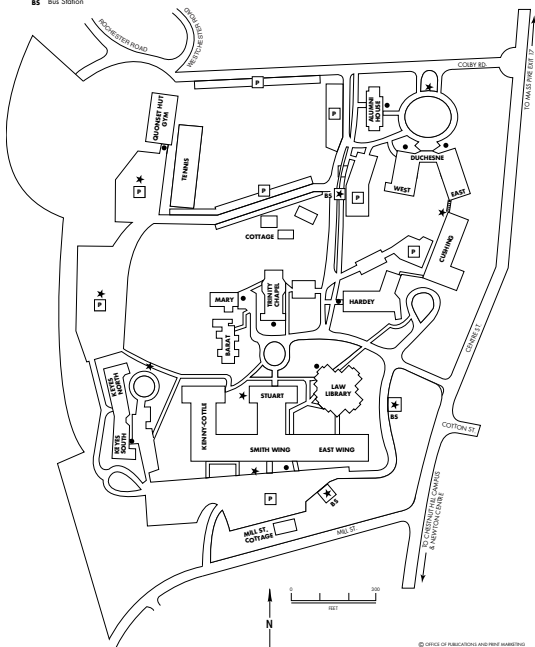 BS Bus Station
ROCHESTER ROAD
WESTCHESTER ROAD
COLBY RD.
TO MASS PIKE EXIT 17
P
P
QUONSET HUT
GYM
TENNIS
ALUMNI
HOUSE
DUCHESNE
WEST
EAST
P
P
BS
P
COTTAGE
CUSHING
P
P
MARY
TRINITY
CHAPEL
HARDEY
BARAT
CENTRE ST.
KEYES
NORTH
KEYES
SOUTH
KENNY-COTTLE
STUART
LAW
LIBRARY
BS
COTTON ST.
SMITH WING
EAST WING
P
BS
MILL ST.
COTTAGE
MILL ST.
TO CHESTNUT HILL CAMPUS
& NEWTON CENTRE
0
200
FEET
N
© OFFICE OF PUBLICATIONS AND PRINT MARKETING